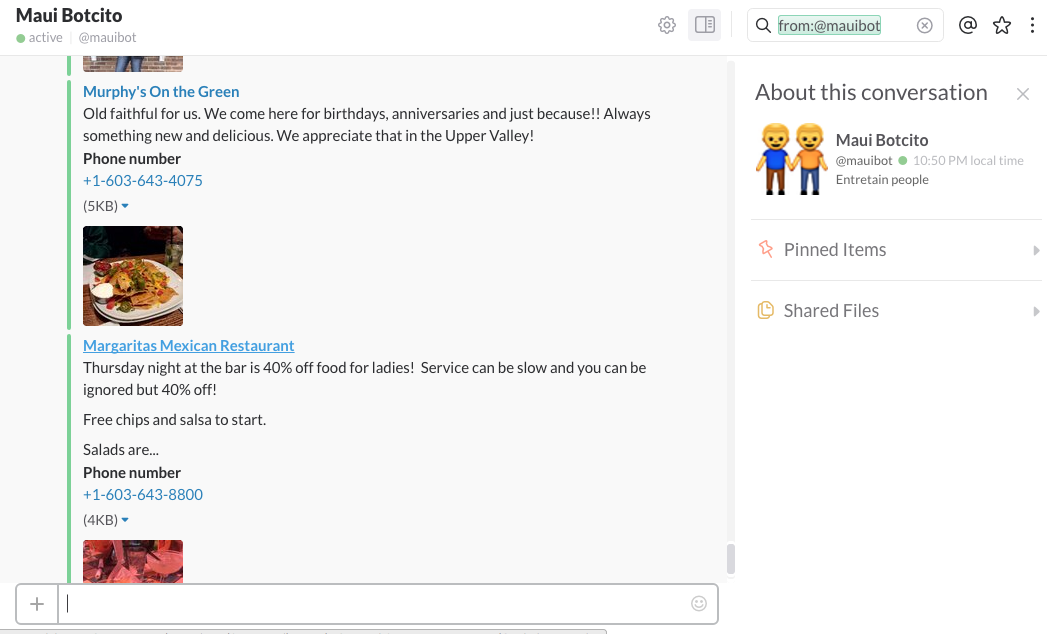 Maui Botcito
active | @mauibot
from:@mauibot
Murphy's On the Green
Old faithful for us. We come here for birthdays, anniversaries and just because!! Always
something new and delicious. We appreciate that in the Upper Valley!
Phone number
+1-603-643-4075
(5KB)
Margaritas Mexican Restaurant
Thursday night at the bar is 40% off food for ladies!  Service can be slow and you can be
ignored but 40% off!
Free chips and salsa to start.
Salads are...
Phone number
+1-603-643-8800
(4KB)
About this conversation
Maui Botcito
@mauibot 10:50 PM local time
Entretain people
Pinned Items
Shared Files